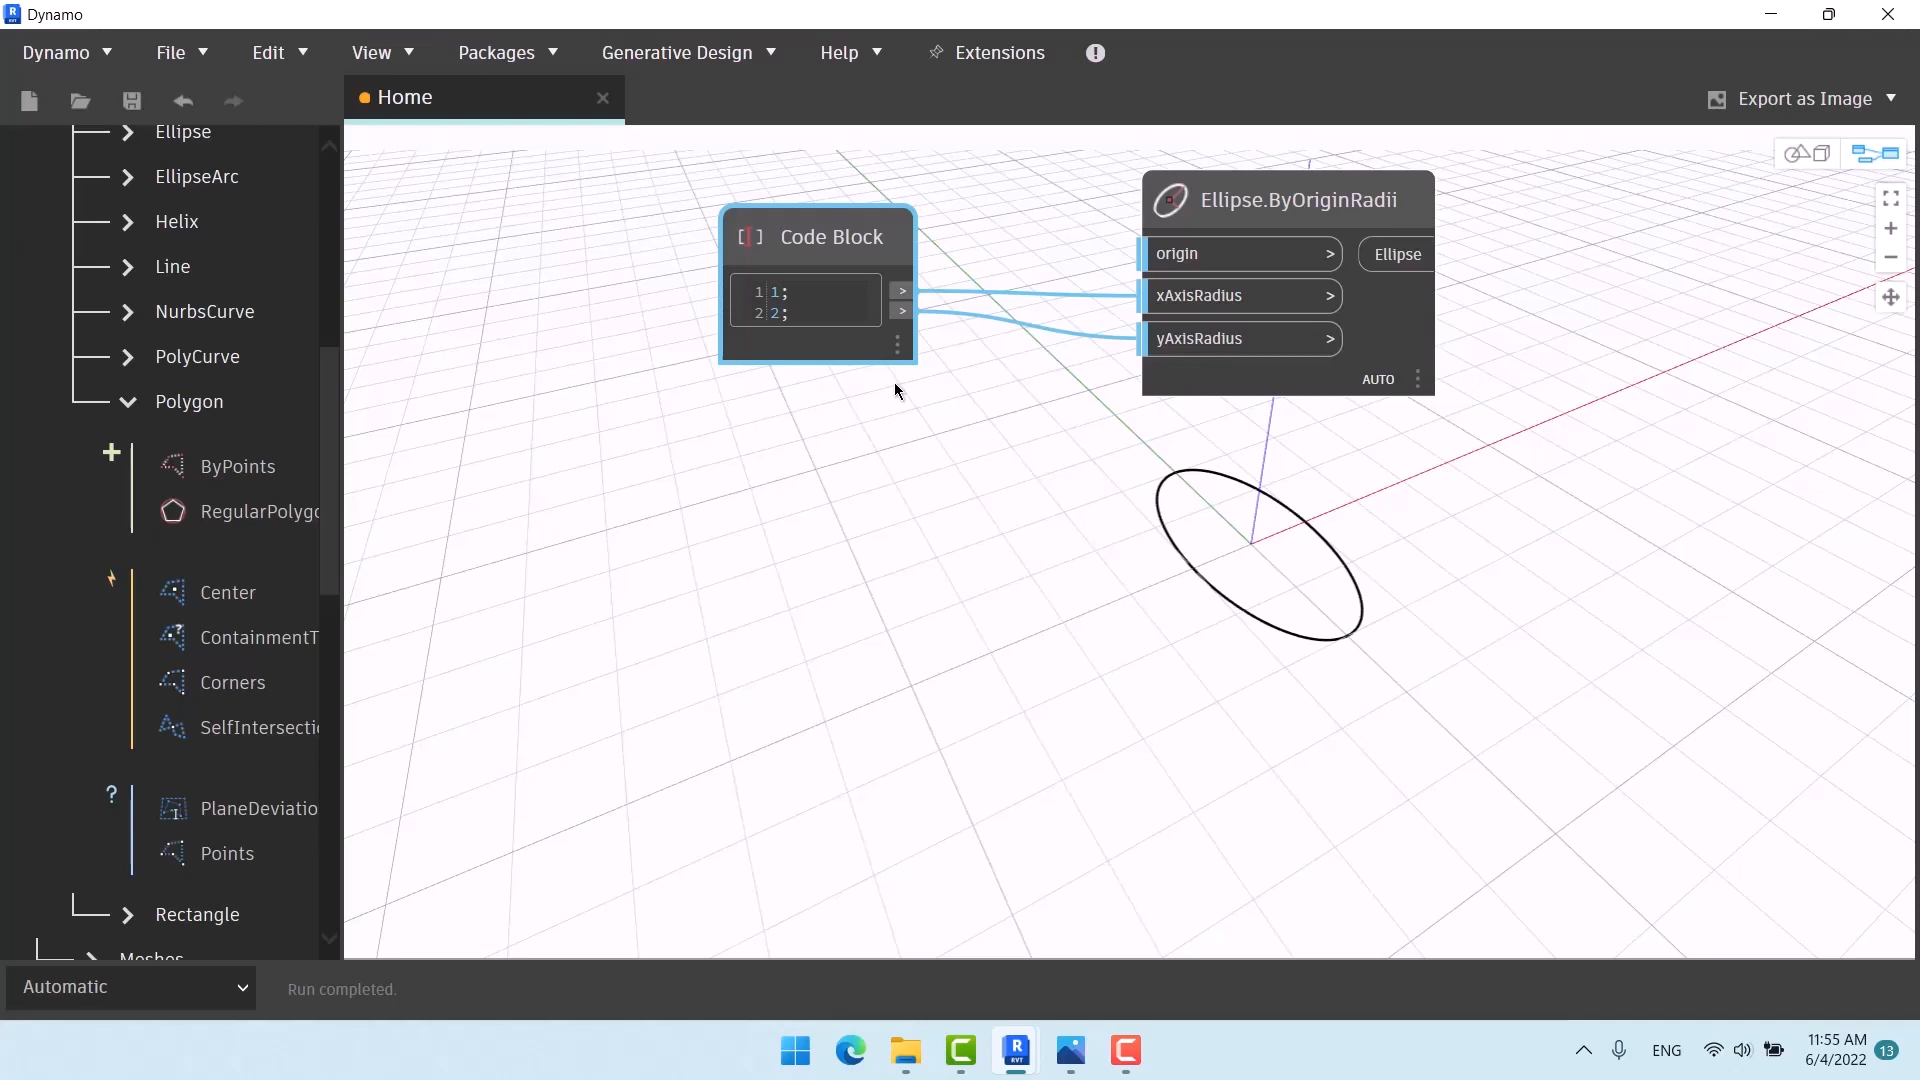 Dynamo
Dynamo File Edit View Packages Generative Design Help Extensions
Home
Export as Image
Ellipse
EllipseArc
Helix
Line
NurbsCurve
PolyCurve
Polygon
ByPoints
RegularPolygo
Center
ContainmentT
Corners
SelfIntersecti
PlaneDeviatio
Points
Rectangle
Meshes
Code Block
1 1;
2 2;
Ellipse.ByOriginRadii
origin > Ellipse
xAxisRadius >
yAxisRadius >
AUTO
Automatic
Run completed.
ENG
11:55 AM
6/4/2022
13